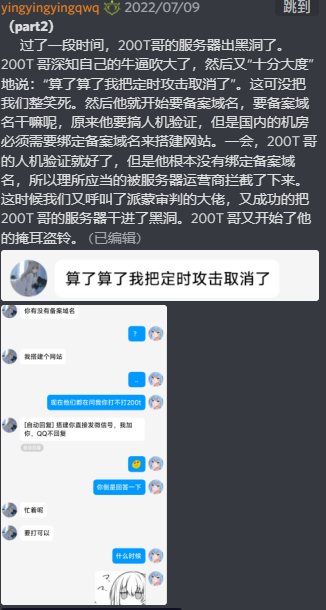 yingyingyingqwq 2022/07/09 跳到
(part2)
过了一段时间，200T哥的服务器出黑洞了。
200T 哥深知自己的牛逼吹大了，然后又“十分大度”
地说：“算了算了我把定时攻击取消了”。这可没把
我们整笑死。然后他就开始要备案域名，要备案域
名干嘛呢，原来他要搞人机验证，但是国内的机房
必须需要绑定备案域名来搭建网站。一会，200T 哥
的人机验证就好了，但是他根本没有绑定备案域
名，所以理所应当的被服务器运营商拦截了下来。
这时候我们又呼叫了派蒙审判的大佬，又成功的把
200T 哥的服务器干进了黑洞。200T 哥又开始了他
的掩耳盗铃。（已编辑）
算了算了我把定时攻击取消了
你有没有备案域名
？
我搭建个网站
..
现在他们都在问我你打不打200t
[自动回复] 搭建你直接发微信号，我加
你，QQ不回复
你倒是回答一下
忙着呢
要打可以
什么时候